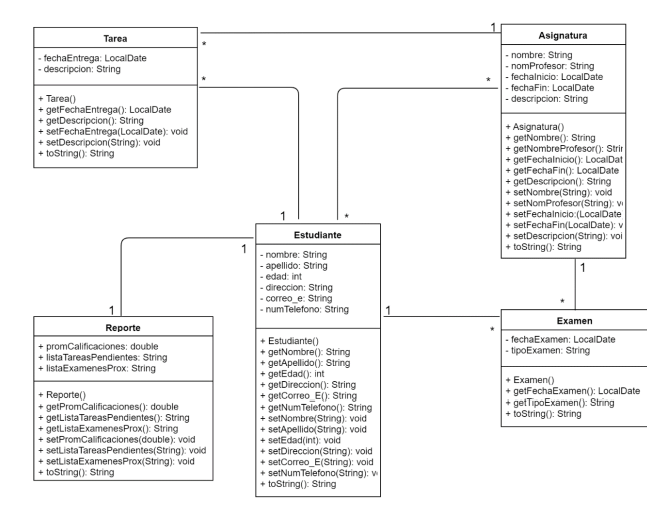 Tarea
- fechaEntrega: LocalDate
- descripcion: String
+ Tarea()
+ getFechaEntrega(): LocalDate
+ getDescripcion(): String
+ setFechaEntrega(LocalDate): void
+ setDescripcion(String): void
+ toString(): String
*
*
1
*
Asignatura
- nombre: String
- nomProfesor: String
- fechaInicio: LocalDate
- fechaFin: LocalDate
- descripcion: String
+ Asignatura()
+ getNombre(): String
+ getNombreProfesor(): Strir
+ getFechaInicio(): LocalDat
+ getFechaFin(): LocalDate
+ getDescripcion(): String
+ setNombre(String): void
+ setNomProfesor(String): v
+ setFechaInicio:(LocalDate
+ setFechaFin(LocalDate): v
+ setDescripcion(String): voi
+ toString(): String
1
*
1
*
1
1
Estudiante
- nombre: String
- apellido: String
- edad: int
- direccion: String
- correo_e: String
- numTelefono: String
+ Estudiante()
+ getNombre(): String
+ getApellido(): String
+ getEdad(): int
+ getDireccion(): String
+ getCorreo_E(): String
+ getNumTelefono(): String
+ setNombre(String): void
+ setApellido(String): void
+ setEdad(int): void
+ setDireccion(String): void
+ setCorreo_E(String): void
+ setNumTelefono(String): v
+ toString(): String
1
*
Reporte
+ promCalificaciones: double
+ listaTareasPendientes: String
+ listaExamenesProx: String
+ Reporte()
+ getPromCalificaciones(): double
+ getListaTareasPendientes(): String
+ getListaExamenesProx(): String
+ setPromCalificaciones(double): void
+ setListaTareasPendientes(String): void
+ setListaExamenesProx(String): void
+ toString(): String
Examen
- fechaExamen: LocalDate
- tipoExamen: String
+ Examen()
+ getFechaExamen(): LocalDate
+ getTipoExamen(): String
+ toString(): String